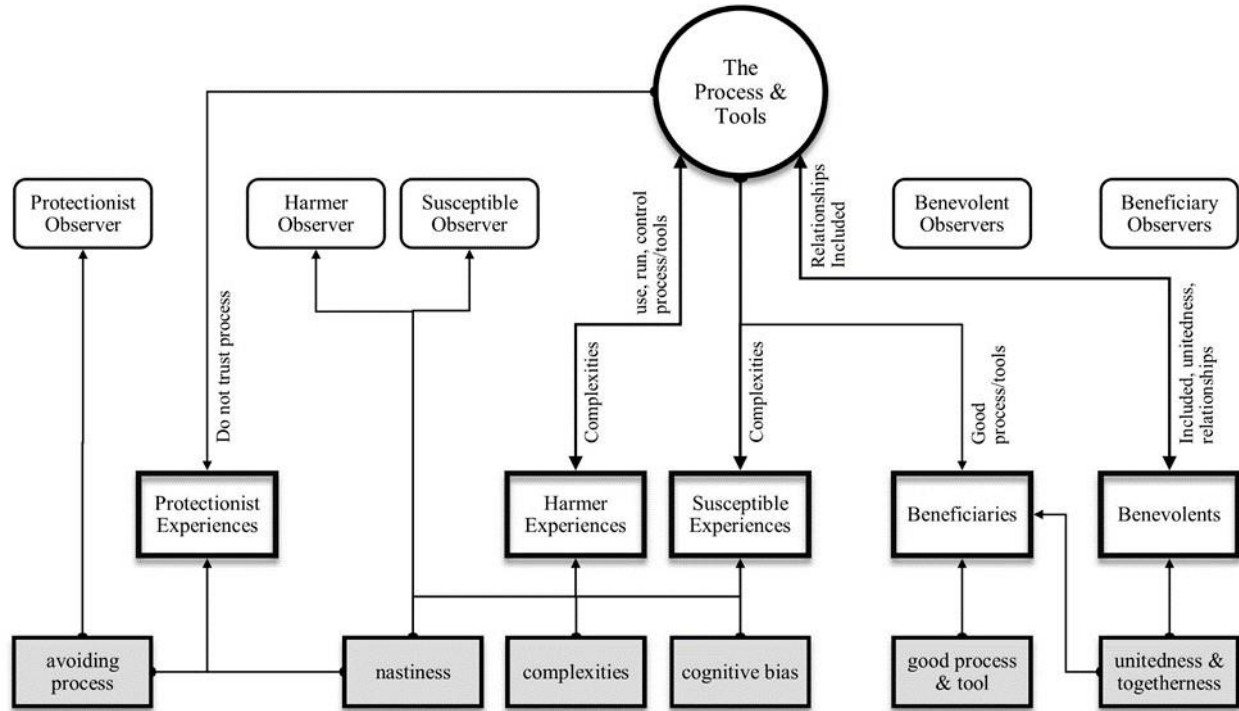 The
Process &
Tools
Protectionist
Observer
Harmer
Observer
Susceptible
Observer
Benevolent
Observers
Beneficiary
Observers
Do not trust process
use, run, control
process/tools
Complexities
Complexities
Relationships
Included
Good
process/tools
Included, unitedness,
relationships
Protectionist
Experiences
Harmer
Experiences
Susceptible
Experiences
Beneficiaries
Benevolents
avoiding
process
nastiness
complexities
cognitive bias
good process
& tool
unitedness &
togetherness